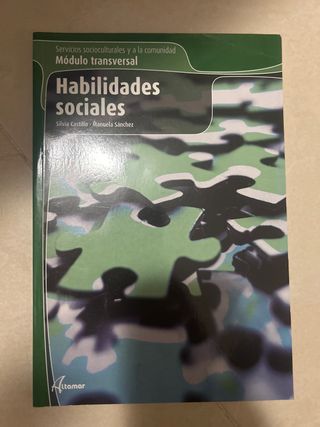 Servicios socioculturales y a la comunidad
Módulo transversal
Habilidades
sociales
Silvia Castillo · Manuela Sánchez
Altamar